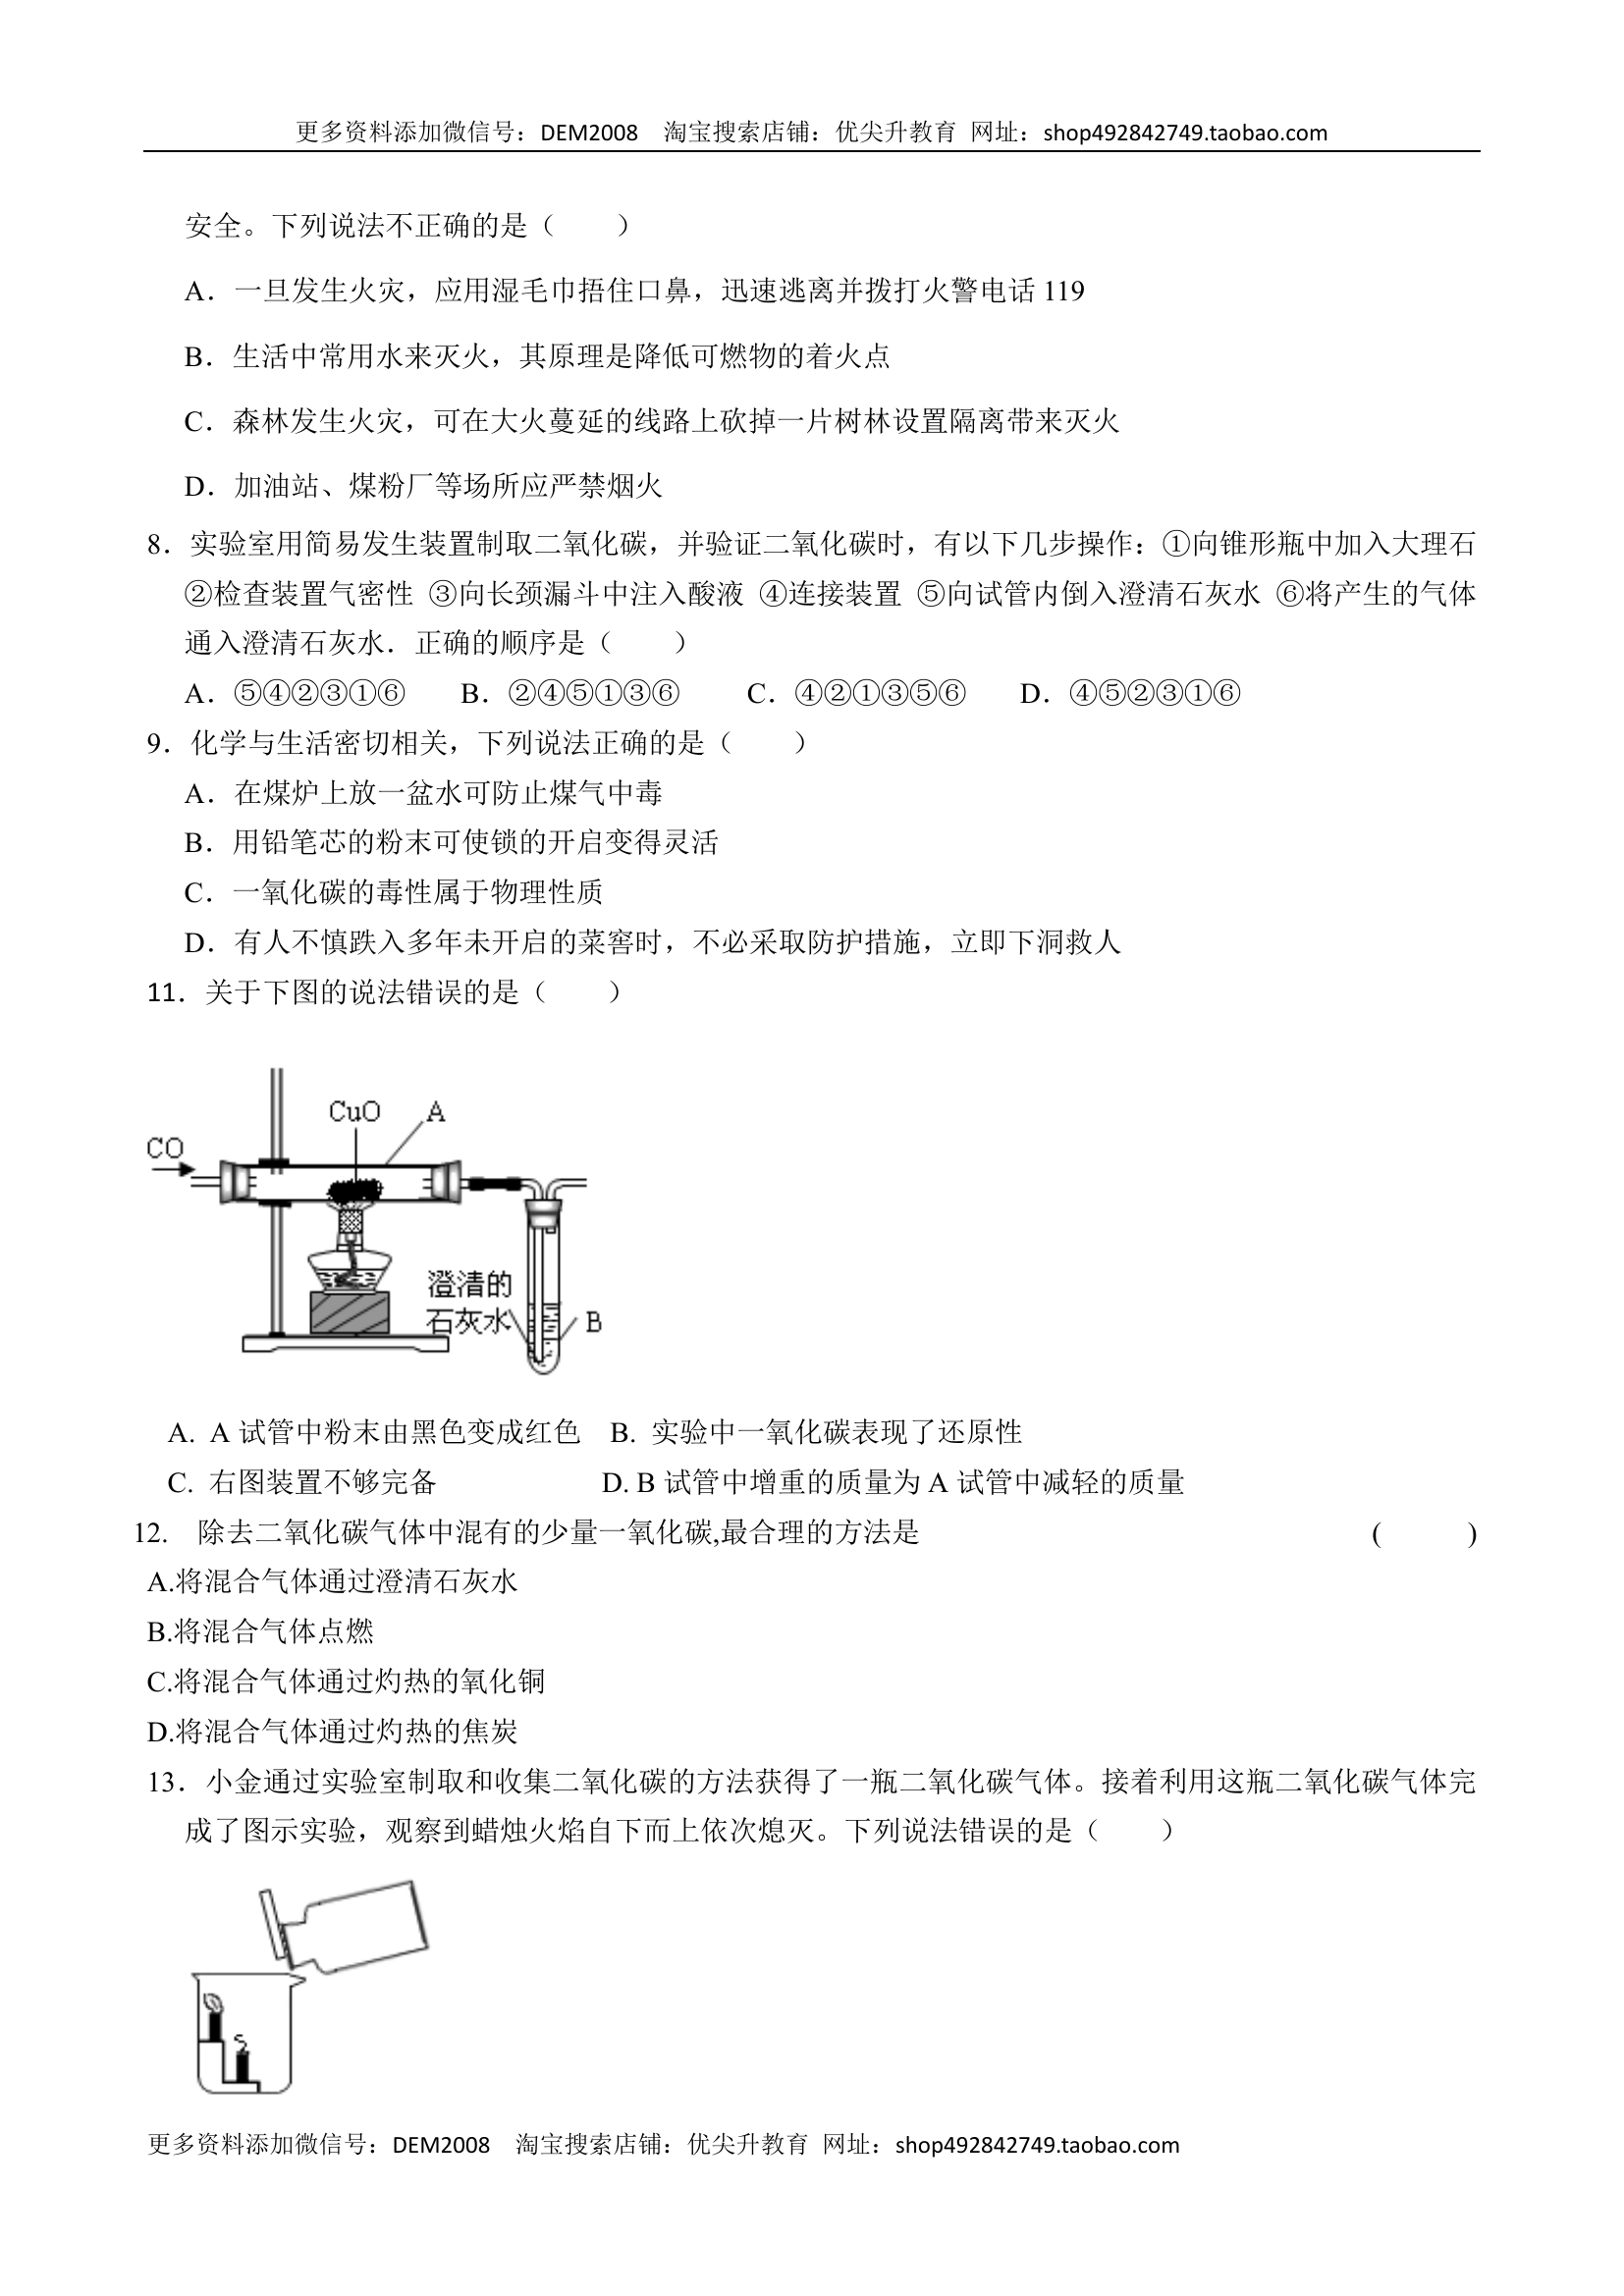 更多资料添加微信号：DEM2008 淘宝搜索店铺：优尖升教育 网址：shop492842749.taobao.com
安全。下列说法不正确的是（ ）
A．一旦发生火灾，应用湿毛巾捂住口鼻，迅速逃离并拨打火警电话 119
B．生活中常用水来灭火，其原理是降低可燃物的着火点
C．森林发生火灾，可在大火蔓延的线路上砍掉一片树林设置隔离带来灭火
D．加油站、煤粉厂等场所应严禁烟火
8．实验室用简易发生装置制取二氧化碳，并验证二氧化碳时，有以下几步操作：①向锥形瓶中加入大理石
②检查装置气密性 ③向长颈漏斗中注入酸液 ④连接装置 ⑤向试管内倒入澄清石灰水 ⑥将产生的气体
通入澄清石灰水．正确的顺序是（ ）
A．⑤④②③①⑥ B．②④⑤①③⑥ C．④②①③⑤⑥ D．④⑤②③①⑥
9．化学与生活密切相关，下列说法正确的是（ ）
A．在煤炉上放一盆水可防止煤气中毒
B．用铅笔芯的粉末可使锁的开启变得灵活
C．一氧化碳的毒性属于物理性质
D．有人不慎跌入多年未开启的菜窖时，不必采取防护措施，立即下洞救人
11．关于下图的说法错误的是（ ）
CuO A
CO
澄清的
石灰水 B
A. A 试管中粉末由黑色变成红色 B. 实验中一氧化碳表现了还原性
C. 右图装置不够完备 D. B 试管中增重的质量为 A 试管中减轻的质量
12. 除去二氧化碳气体中混有的少量一氧化碳,最合理的方法是 ( )
A.将混合气体通过澄清石灰水
B.将混合气体点燃
C.将混合气体通过灼热的氧化铜
D.将混合气体通过灼热的焦炭
13．小金通过实验室制取和收集二氧化碳的方法获得了一瓶二氧化碳气体。接着利用这瓶二氧化碳气体完
成了图示实验，观察到蜡烛火焰自下而上依次熄灭。下列说法错误的是（ ）
更多资料添加微信号：DEM2008 淘宝搜索店铺：优尖升教育 网址：shop492842749.taobao.com